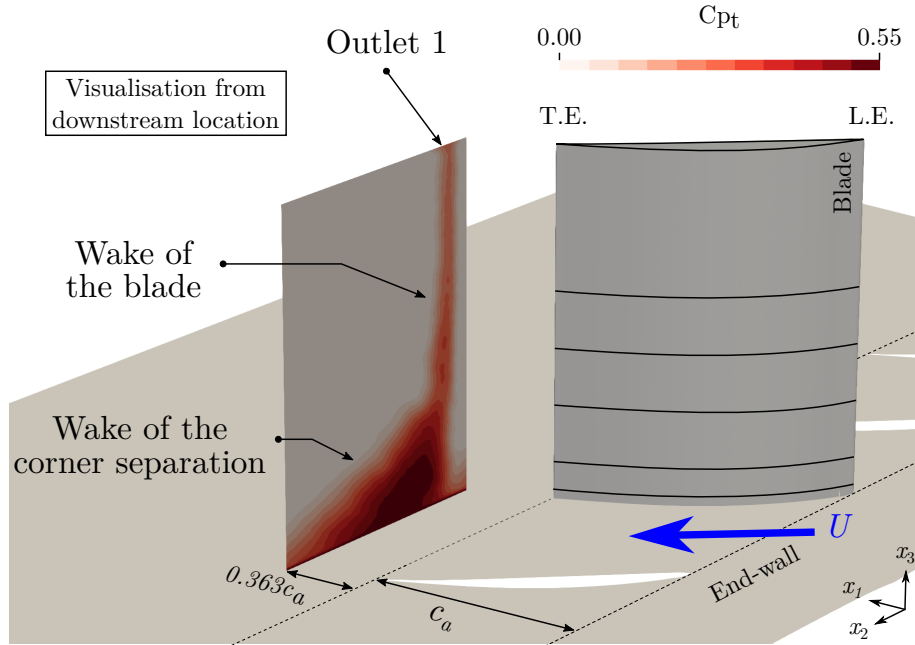 Cp_t
0.00
0.55
Outlet 1
Visualisation from
downstream location
T.E.
L.E.
Blade
Wake of
the blade
Wake of the
corner separation
U
0.363c_a
c_a
End-wall
x_3
x_1
x_2